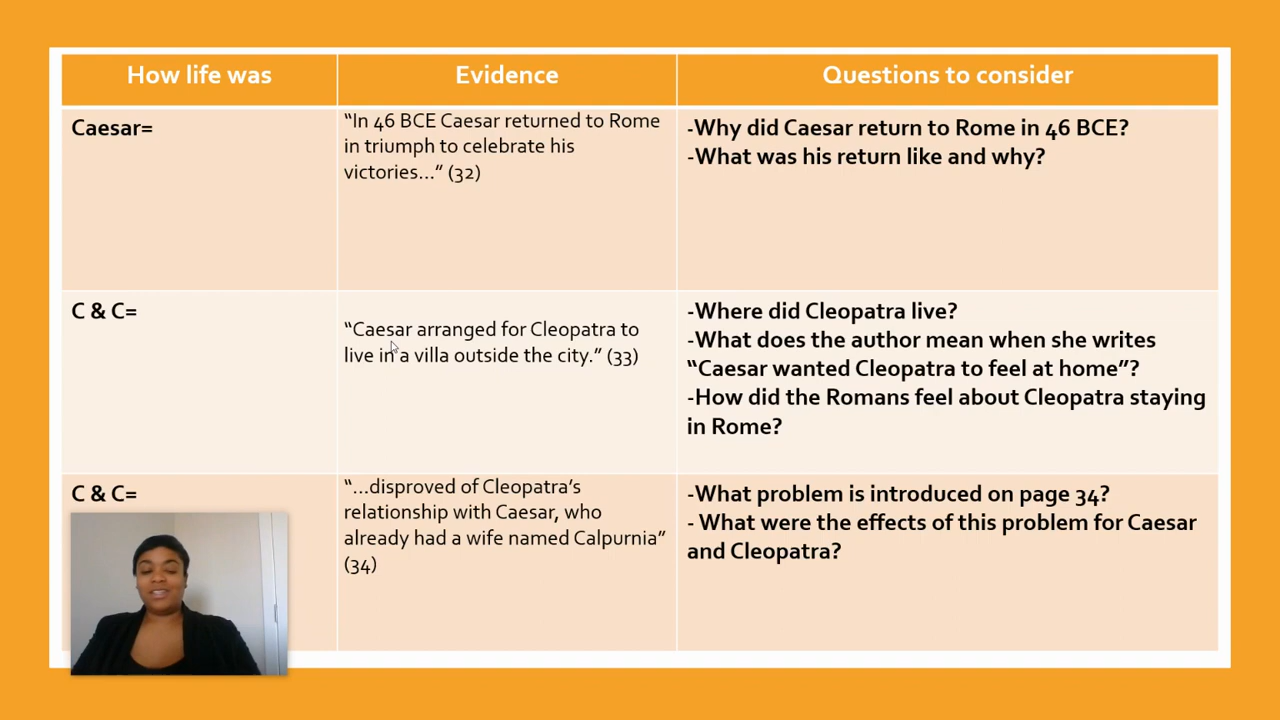 How life was
Evidence
Questions to consider
Caesar=
“In 46 BCE Caesar returned to Rome
in triumph to celebrate his
victories…” (32)
-Why did Caesar return to Rome in 46 BCE?
-What was his return like and why?
C & C=
“Caesar arranged for Cleopatra to
live in a villa outside the city.” (33)
-Where did Cleopatra live?
-What does the author mean when she writes
“Caesar wanted Cleopatra to feel at home”?
-How did the Romans feel about Cleopatra staying
in Rome?
C & C=
“…disproved of Cleopatra’s
relationship with Caesar, who
already had a wife named Calpurnia”
(34)
-What problem is introduced on page 34?
- What were the effects of this problem for Caesar
and Cleopatra?